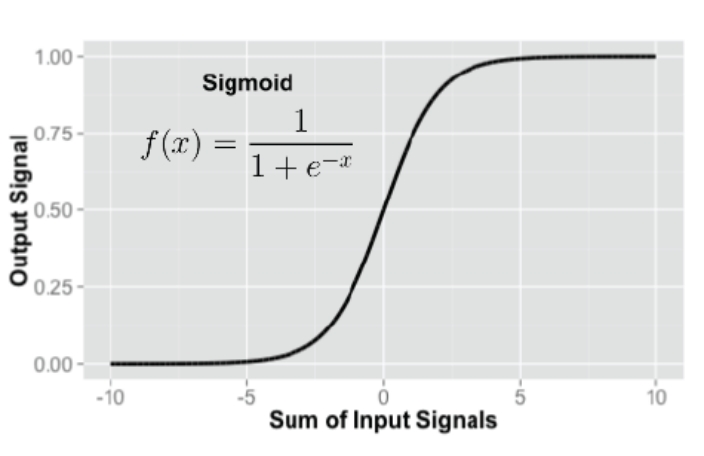 1.00
Sigmoid
f(x) = 1 / (1 + e^{-x})
0.75
0.50
0.25
0.00
Output Signal
-10 -5 0 5 10
Sum of Input Signals